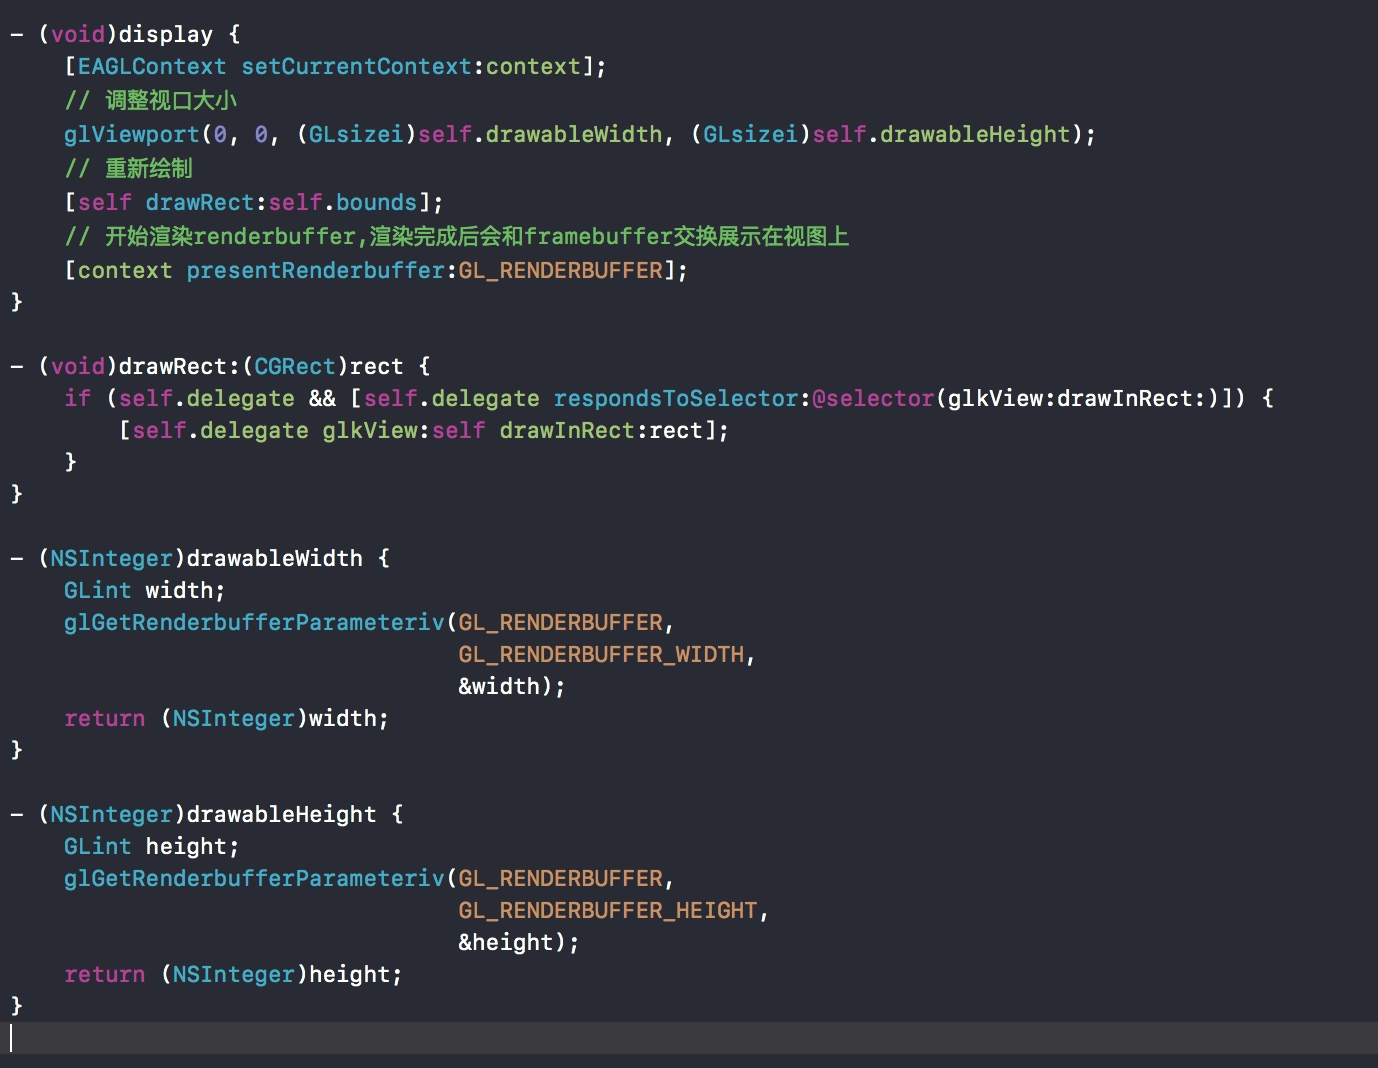 - (void)display {
    [EAGLContext setCurrentContext:context];
    // 调整视口大小
    glViewport(0, 0, (GLsizei)self.drawableWidth, (GLsizei)self.drawableHeight);
    // 重新绘制
    [self drawRect:self.bounds];
    // 开始渲染renderbuffer,渲染完成后会和framebuffer交换展示在视图上
    [context presentRenderbuffer:GL_RENDERBUFFER];
}

- (void)drawRect:(CGRect)rect {
    if (self.delegate && [self.delegate respondsToSelector:@selector(glkView:drawInRect:)]) {
        [self.delegate glkView:self drawInRect:rect];
    }
}

- (NSInteger)drawableWidth {
    GLint width;
    glGetRenderbufferParameteriv(GL_RENDERBUFFER,
                                 GL_RENDERBUFFER_WIDTH,
                                 &width);
    return (NSInteger)width;
}

- (NSInteger)drawableHeight {
    GLint height;
    glGetRenderbufferParameteriv(GL_RENDERBUFFER,
                                 GL_RENDERBUFFER_HEIGHT,
                                 &height);
    return (NSInteger)height;
}